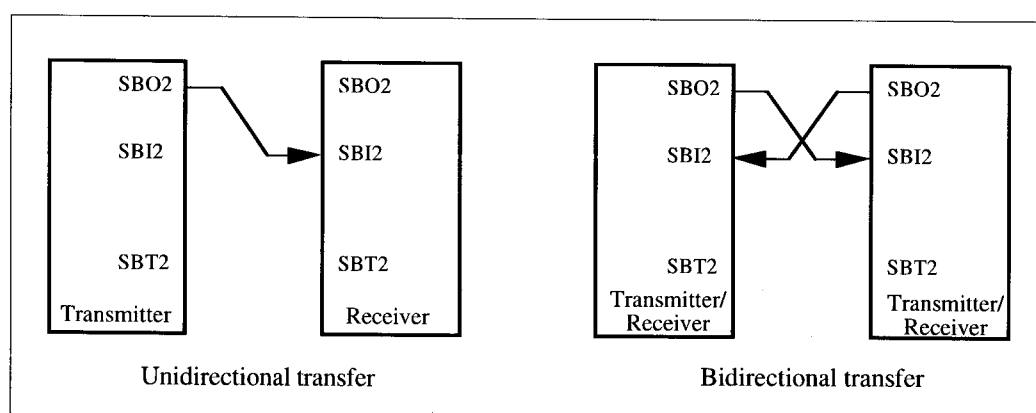 SBO2
SBI2
SBT2
Transmitter
SBO2
SBI2
SBT2
Receiver
Unidirectional transfer
SBO2
SBI2
SBT2
Transmitter/
Receiver
SBO2
SBI2
SBT2
Transmitter/
Receiver
Bidirectional transfer